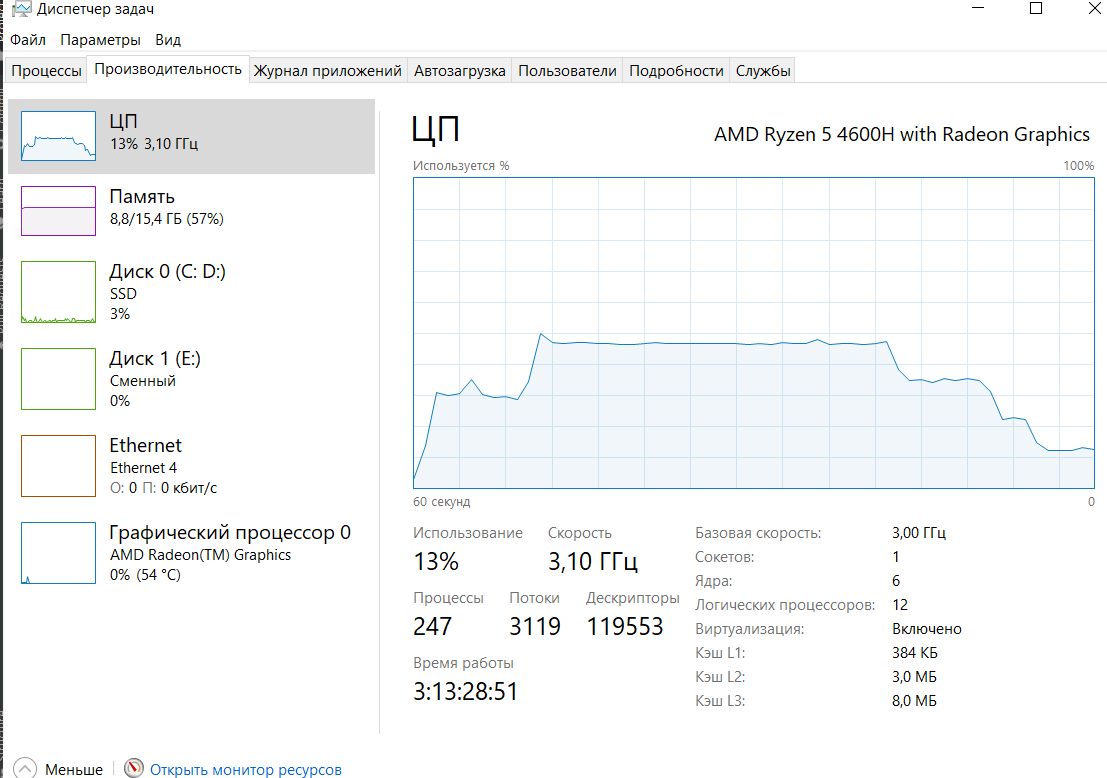 Диспетчер задач
Файл Параметры Вид
Процессы Производительность Журнал приложений Автозагрузка Пользователи Подробности Службы
ЦП
13% 3,10 ГГц
Память
8,8/15,4 ГБ (57%)
Диск 0 (C: D:)
SSD
3%
Диск 1 (E:)
Сменный
0%
Ethernet
Ethernet 4
О: 0 П: 0 кбит/с
Графический процессор 0
AMD Radeon(TM) Graphics
0% (54 °C)
ЦП
AMD Ryzen 5 4600H with Radeon Graphics
Используется %
100%
60 секунд
0
Использование
13%
Скорость
3,10 ГГц
Процессы
247
Потоки
3119
Дескрипторы
119553
Время работы
3:13:28:51
Базовая скорость: 3,00 ГГц
Сокетов: 1
Ядра: 6
Логических процессоров: 12
Виртуализация: Включено
Кэш L1: 384 КБ
Кэш L2: 3,0 МБ
Кэш L3: 8,0 МБ
Меньше
Открыть монитор ресурсов